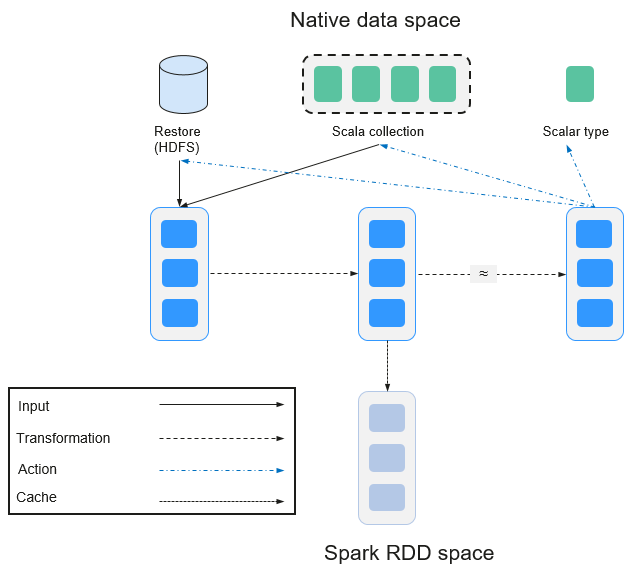 Native data space
Restore
(HDFS)
Scala collection
Scalar type
≈
Input
Transformation
Action
Cache
Spark RDD space